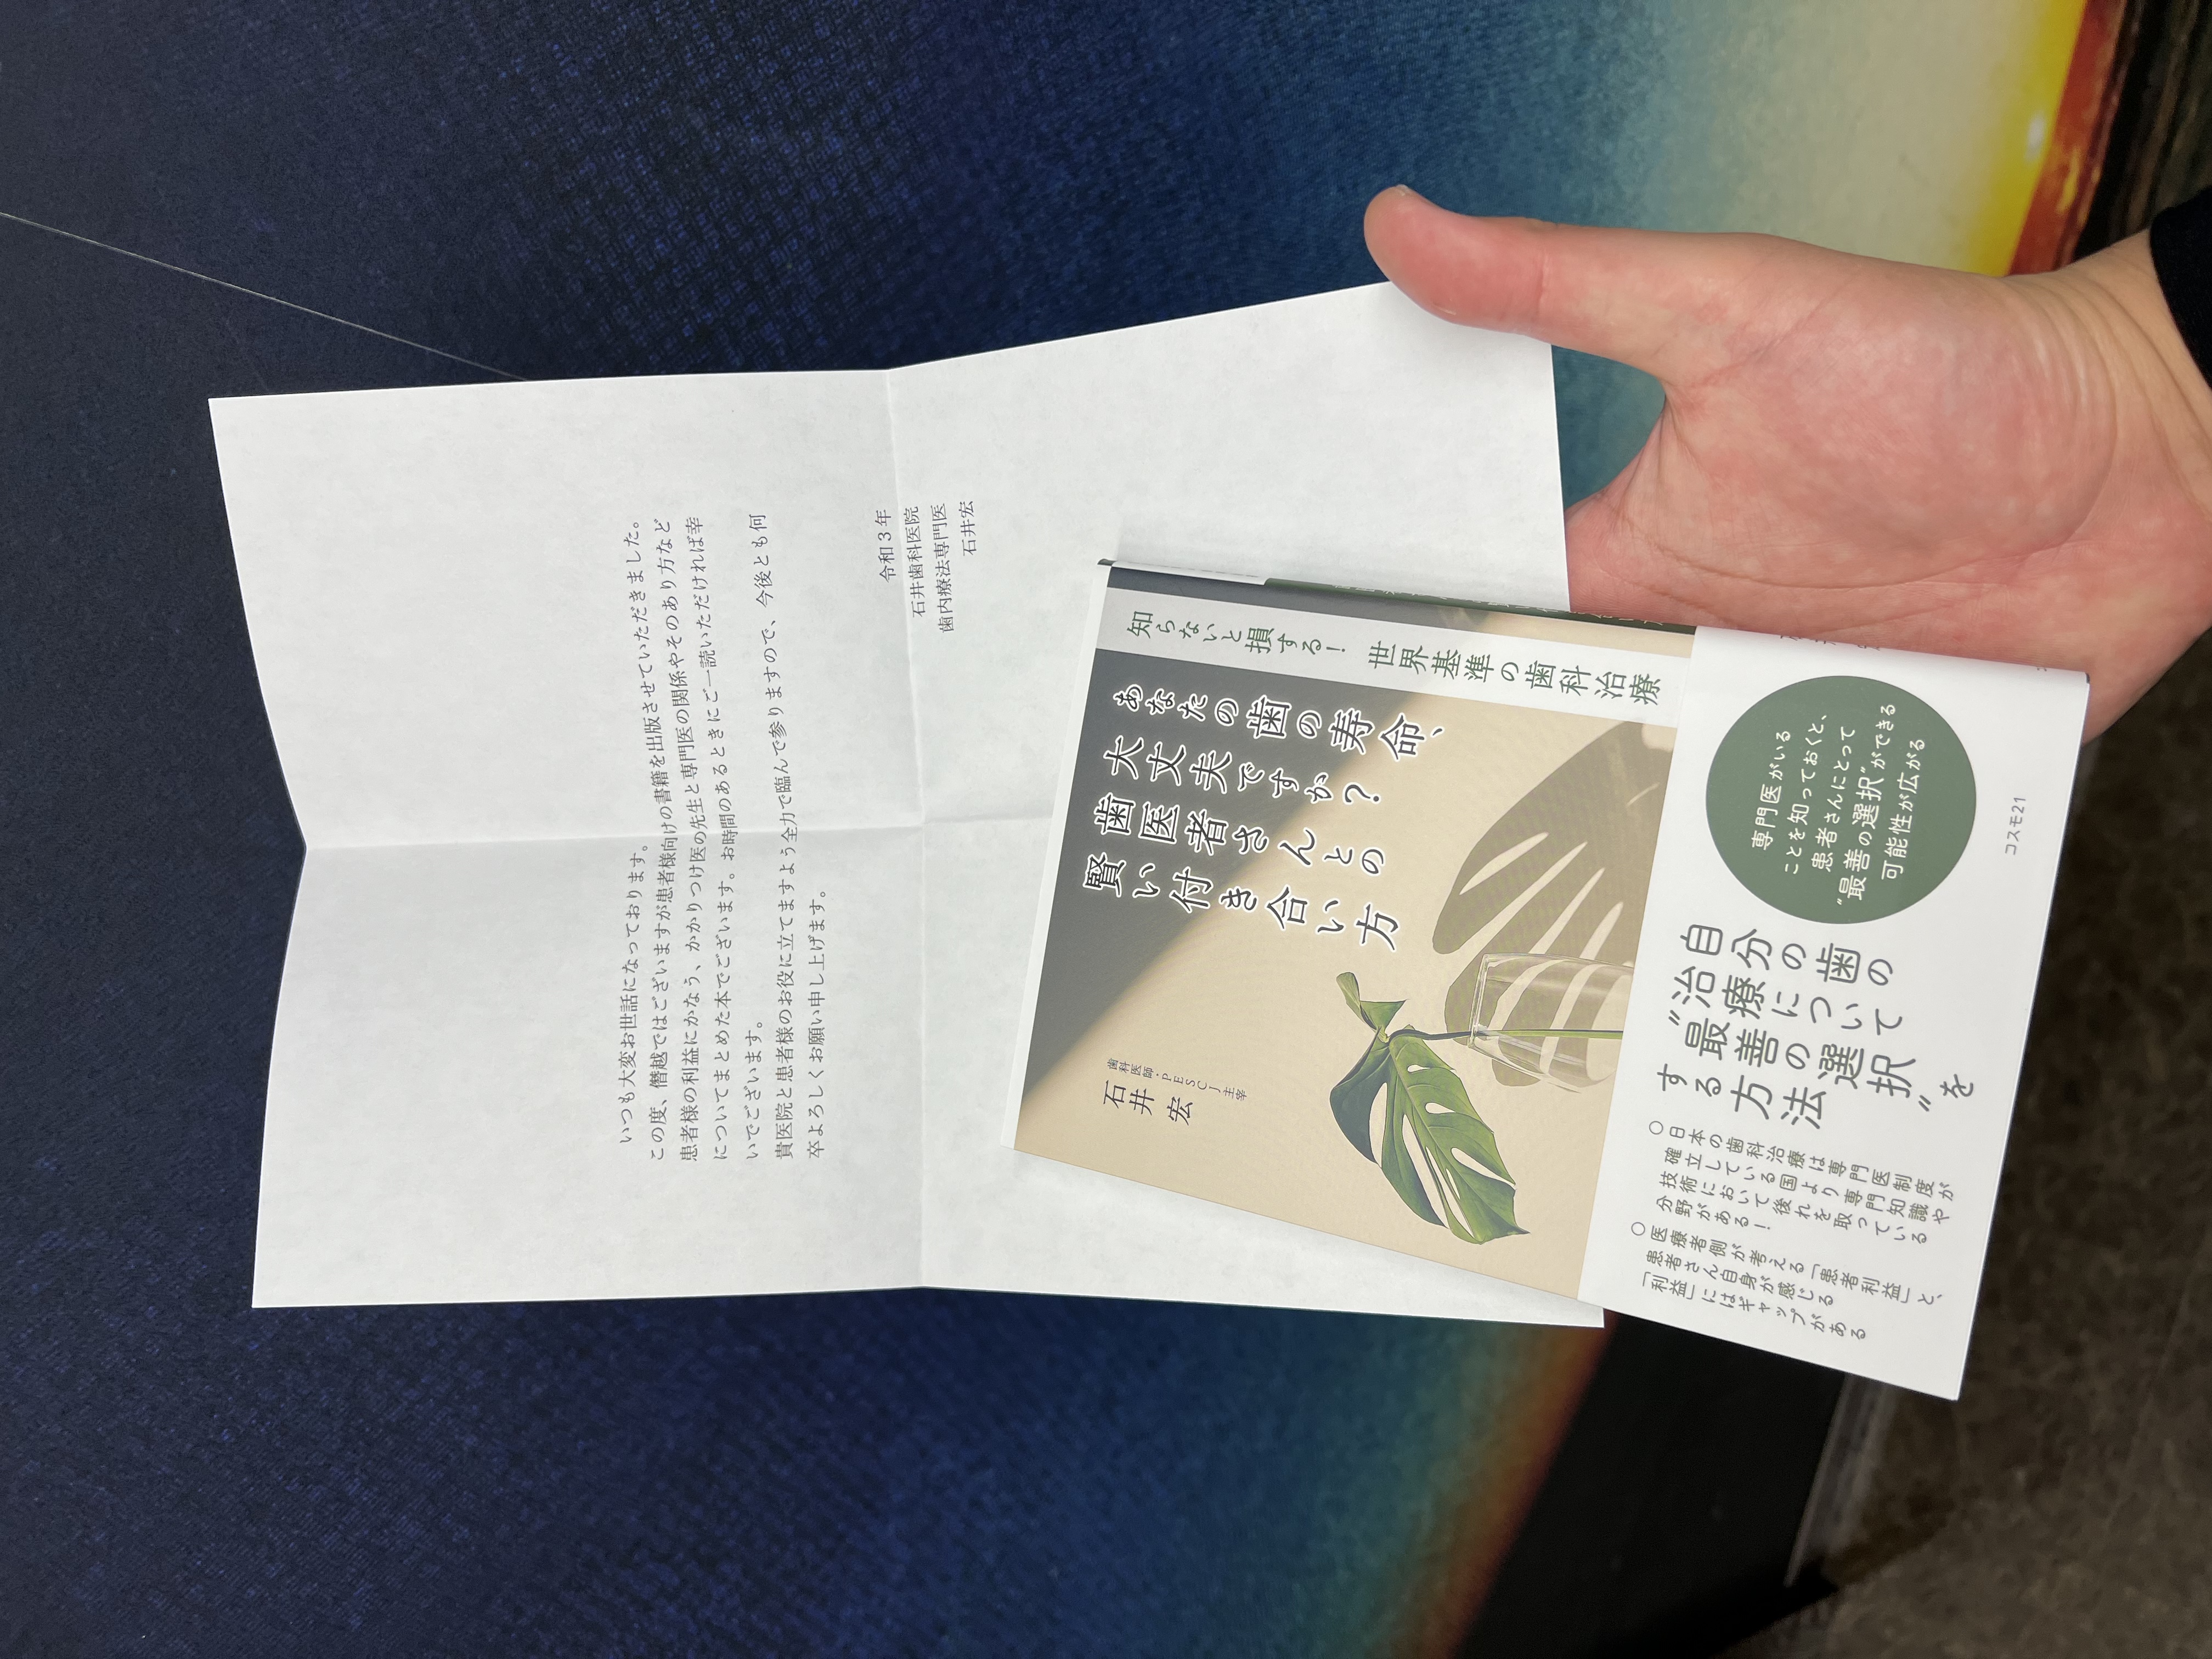 いつも大変お世話になっております。
この度、僭越ではございますが患者様向けの書籍を出版させていただきました。
患者様の利益にかなう、かかりつけ医の先生と専門医の関係やそのあり方など
についてまとめた本でございます。お時間のあるときにご一読いただければ幸
いでございます。
貴医院と患者様のお役に立てますよう全力で臨んで参りますので、今後とも何
卒よろしくお願い申し上げます。
令和3年
石井歯科医院
歯内療法専門医
石井宏
知らないと損する! 世界基準の歯科治療
あなたの歯の寿命、
大丈夫ですか?
歯医者さんとの
賢い付き合い方
歯科医師・PESCJ主宰
石井 宏
専門医がいる
ことを知っておくと、
患者さんにとって
“最善の選択”ができる
可能性が広がる
自分の歯の
治療についての
〝最善の選択〟を
する方法
○日本の歯科治療は専門医制度が
確立している国より専門知識や
技術において後れを取っている
分野がある!
○医療者側が考える「患者利益」と、
患者さん自身が感じる
「利益」にはギャップがある
コスモ21